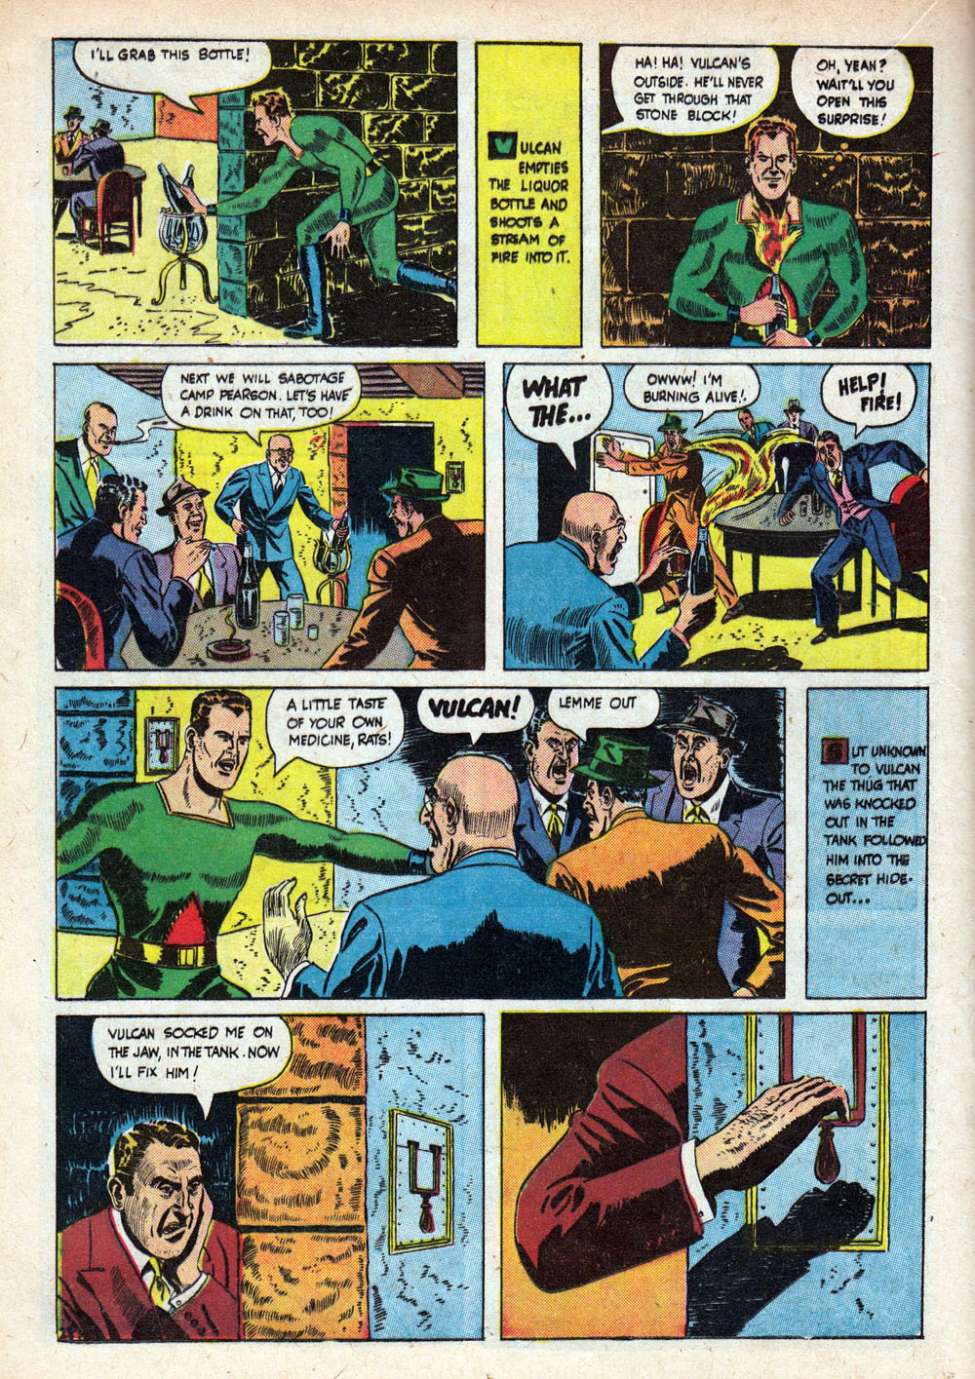 I'LL GRAB THIS BOTTLE!
VULCAN
EMPTIES
THE LIQUOR
BOTTLE AND
SHOOTS A
STREAM OF
FIRE INTO IT.
HA! HA! VULCAN'S
OUTSIDE. HE'LL NEVER
GET THROUGH THAT
STONE BLOCK!
OH, YEAH?
WAIT'LL YOU
OPEN THIS
SURPRISE!
NEXT WE WILL SABOTAGE
CAMP PEARSON. LET'S HAVE
A DRINK ON THAT, TOO!
WHAT
THE...
OWWW! I'M
BURNING ALIVE!
HELP!
FIRE!
A LITTLE TASTE
OF YOUR OWN
MEDICINE, RATS!
VULCAN!
LEMME OUT
BUT UNKNOWN
TO VULCAN
THE THUG THAT
WAS KNOCKED
OUT IN THE
TANK FOLLOWED
HIM INTO THE
SECRET HIDE-
OUT...
VULCAN SOCKED ME ON
THE JAW, IN THE TANK. NOW
I'LL FIX HIM!